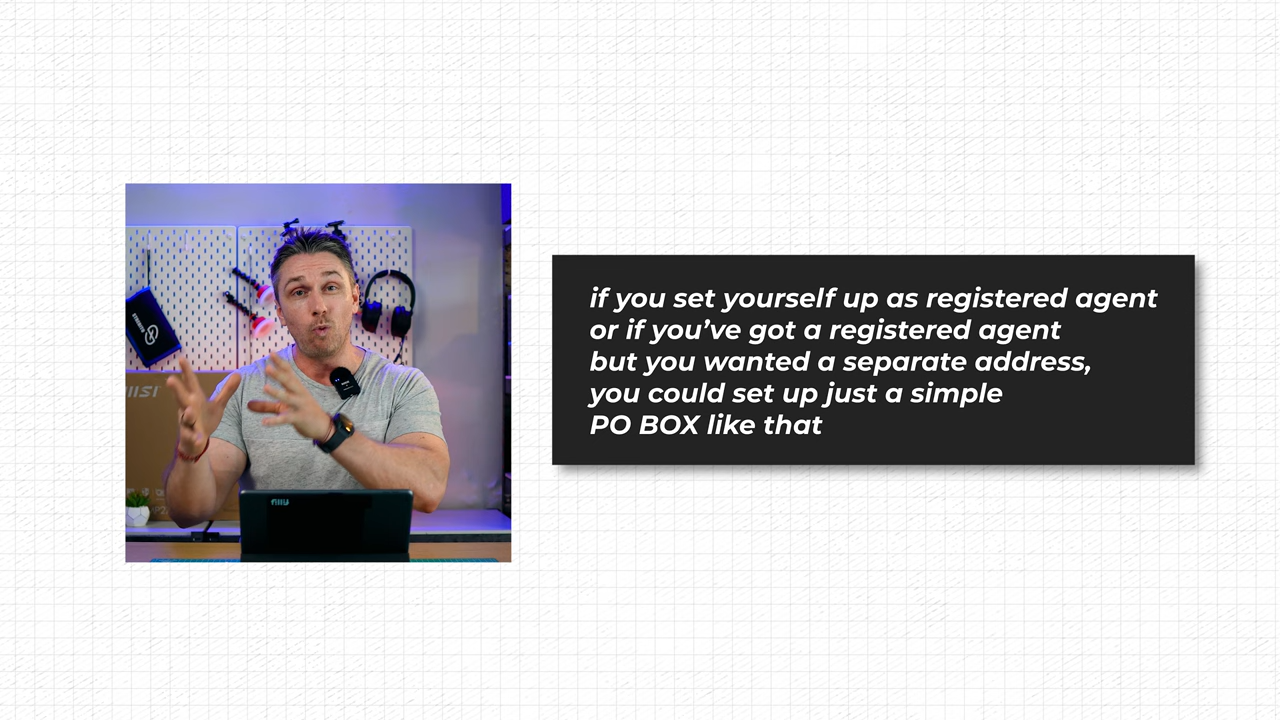 if you set yourself up as registered agent
or if you’ve got a registered agent
but you wanted a separate address,
you could set up just a simple
PO BOX like that